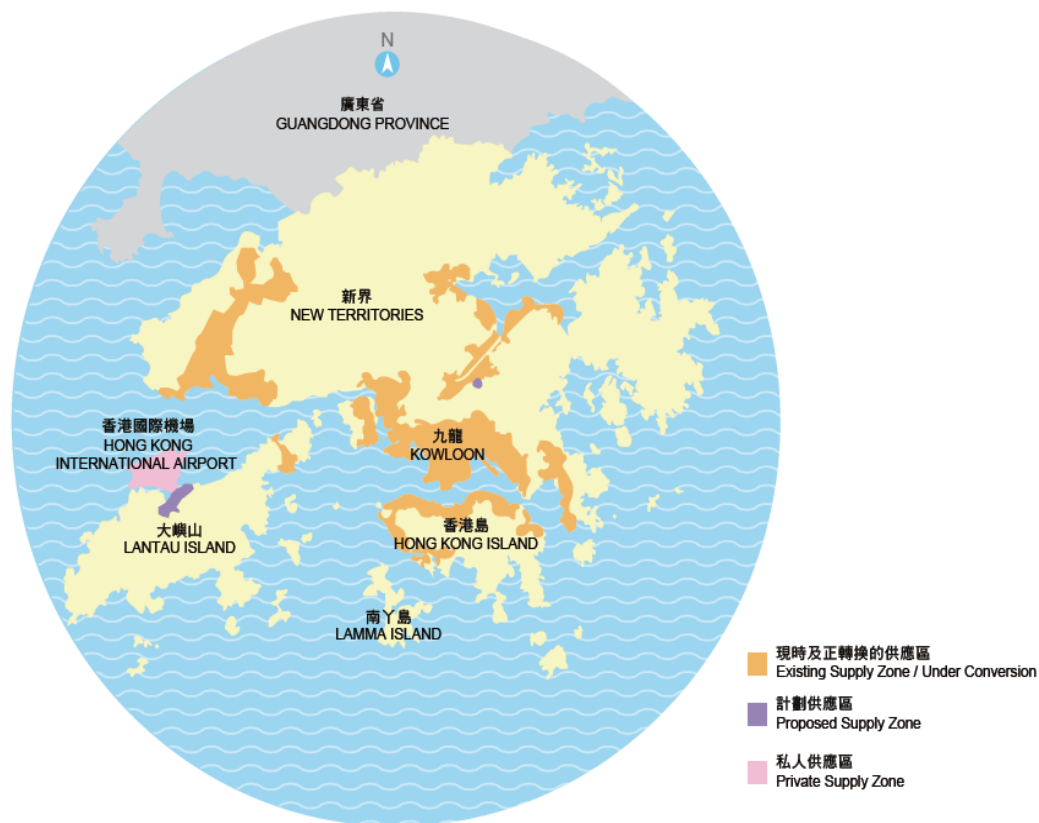 N
廣東省
GUANGDONG PROVINCE
新界
NEW TERRITORIES
香港國際機場
HONG KONG
INTERNATIONAL AIRPORT
九龍
KOWLOON
大嶼山
LANTAU ISLAND
香港島
HONG KONG ISLAND
南丫島
LAMMA ISLAND
現時及正轉換的供應區
Existing Supply Zone / Under Conversion
計劃供應區
Proposed Supply Zone
私人供應區
Private Supply Zone